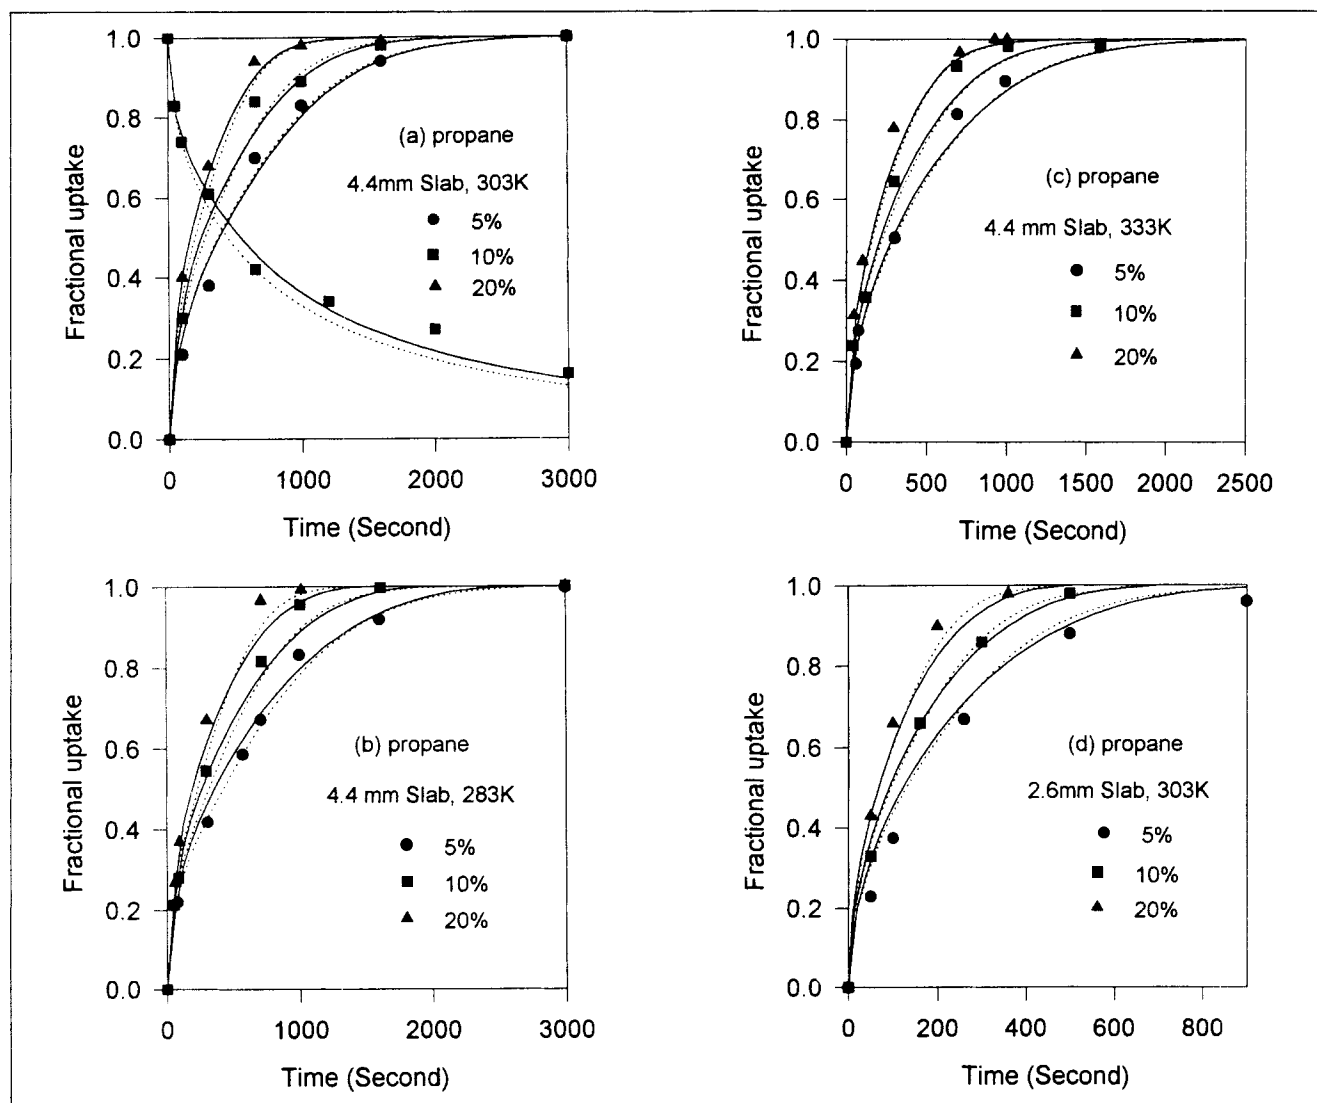 1.0
0.8
0.6
0.4
0.2
0.0
Fractional uptake
(a) propane
4.4mm Slab, 303K
5%
10%
20%
0 1000 2000 3000
Time (Second)
1.0
0.8
0.6
0.4
0.2
0.0
Fractional uptake
(c) propane
4.4 mm Slab, 333K
5%
10%
20%
0 500 1000 1500 2000 2500
Time (Second)
1.0
0.8
0.6
0.4
0.2
0.0
Fractional uptake
(b) propane
4.4 mm Slab, 283K
5%
10%
20%
0 1000 2000 3000
Time (Second)
1.0
0.8
0.6
0.4
0.2
0.0
Fractional uptake
(d) propane
2.6mm Slab, 303K
5%
10%
20%
0 200 400 600 800
Time (Second)